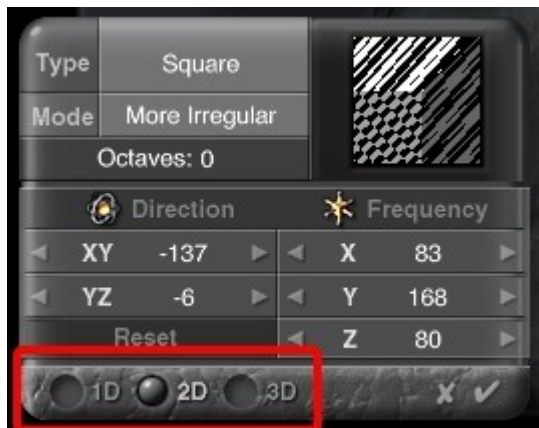 Type Square
Mode More Irregular
Octaves: 0
Direction Frequency
XY -137 X 83
YZ -6 Y 168
Reset Z 80
1D 2D 3D